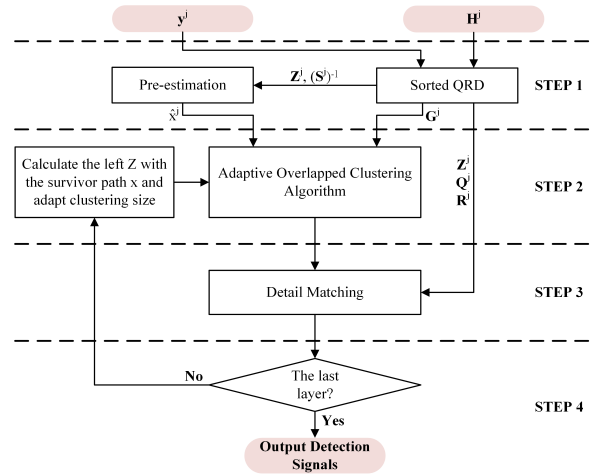 y^j
H^j
Z^j, (S^j)^-1
Pre-estimation
Sorted QRD
STEP 1
x̂^j
G^j
Calculate the left Z with
the survivor path x and
adapt clustering size
Adaptive Overlapped Clustering
Algorithm
Z^j
Q^j
R^j
STEP 2
Detail Matching
STEP 3
No
The last
layer?
STEP 4
Yes
Output Detection
Signals